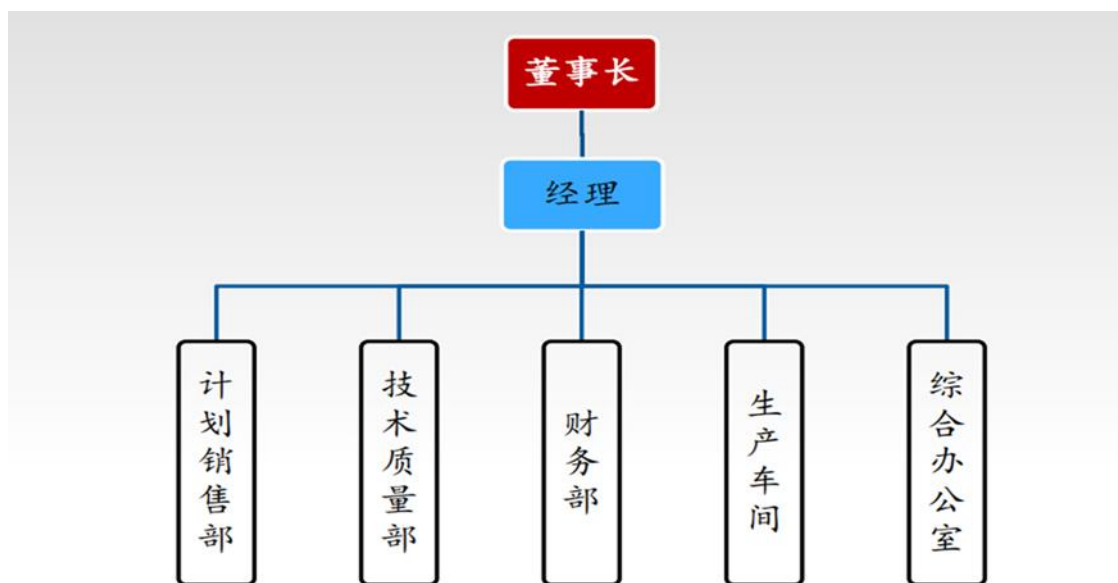 董事长
经理
计划销售部
技术质量部
财务部
生产车间
综合办公室